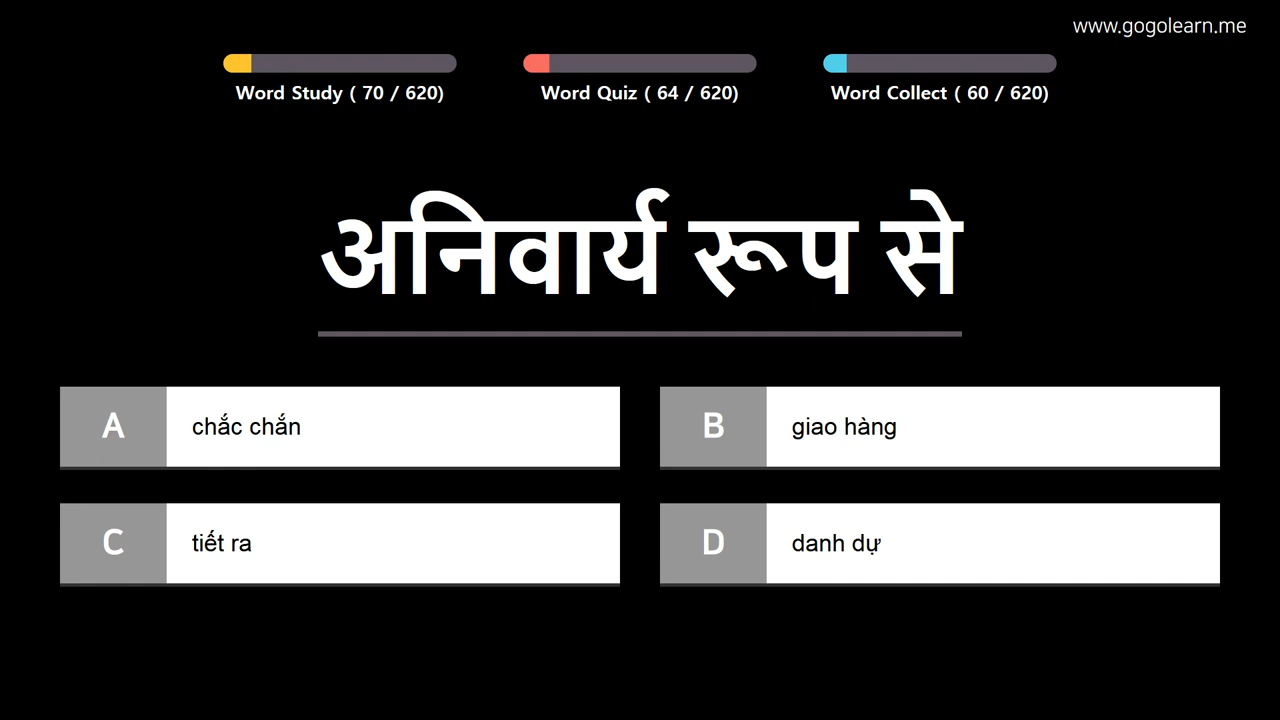 www.gogolearn.me
Word Study ( 70 / 620)
Word Quiz ( 64 / 620)
Word Collect ( 60 / 620)
अनिवार्य रूप से
A
chắc chắn
B
giao hàng
C
tiết ra
D
danh dự